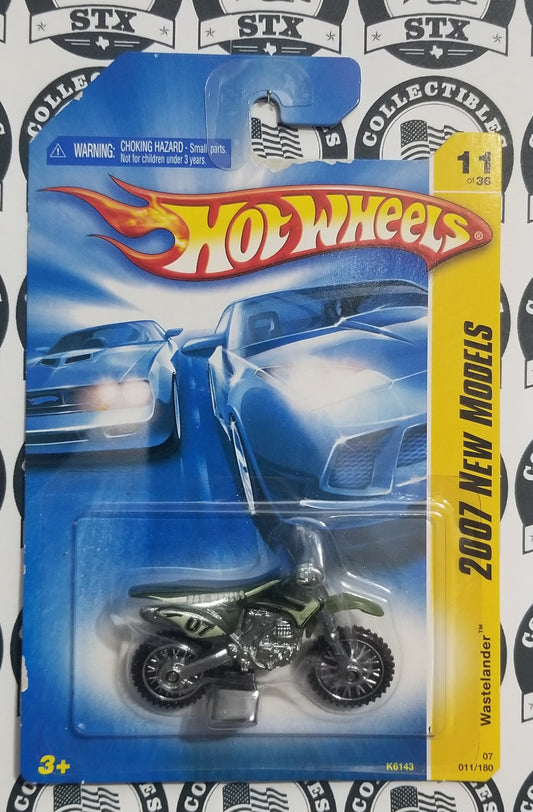 STX
COLLECTIBLES
STX
COLLECTIBLES
WARNING: CHOKING HAZARD - Small parts.
Not for children under 3 years.
11
of 36
HOT WHEELS®
2007 NEW MODELS
Wastelander™
07
07
011/180
K6143
3+
STX
COLLECTIBLES